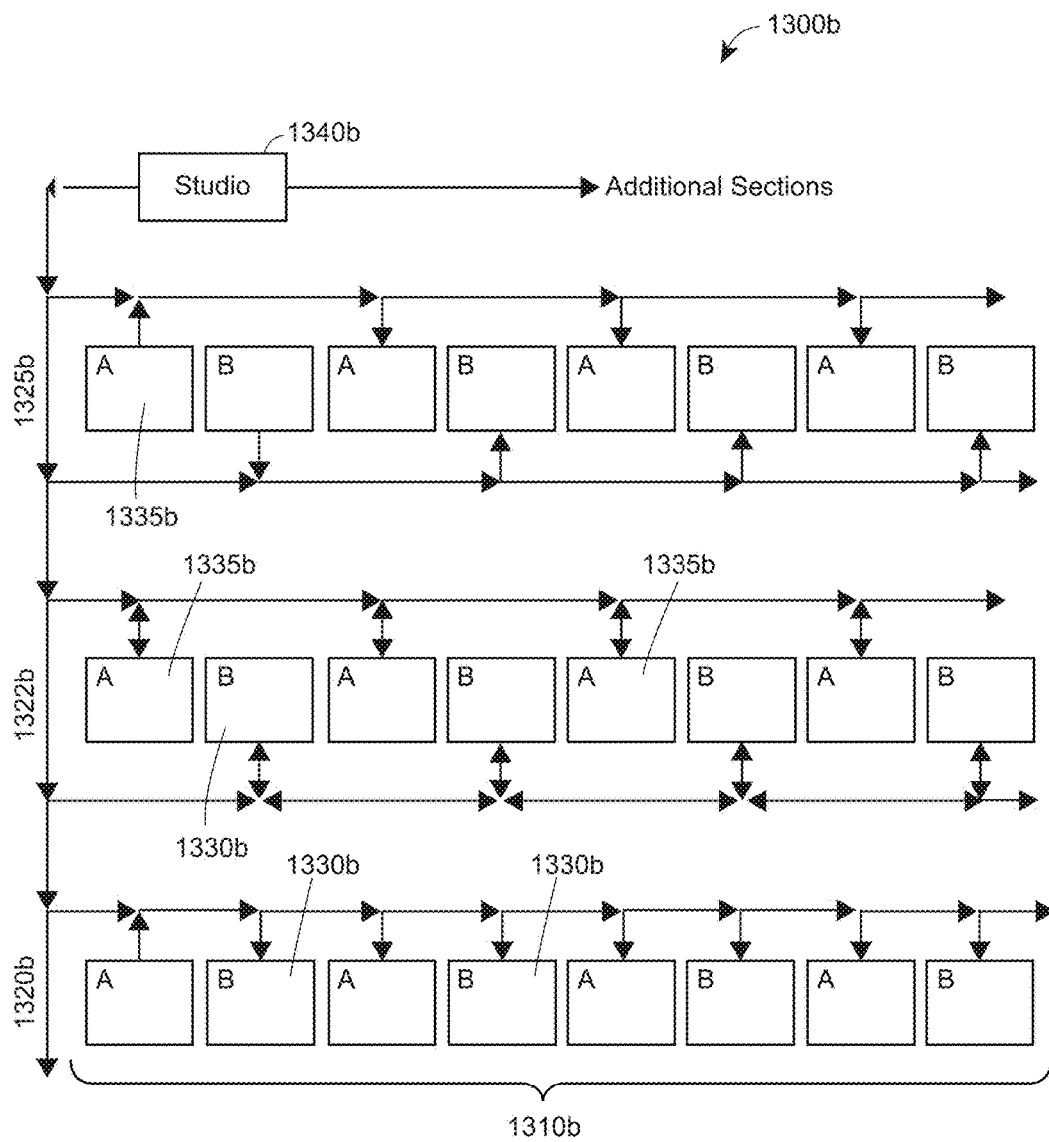 1300b
1340b
Studio
Additional Sections
1325b
A B A B A B A B
1335b
1335b 1335b
1322b
A B A B A B A B
1330b
1330b 1330b
1320b
A B A B A B A B
1310b